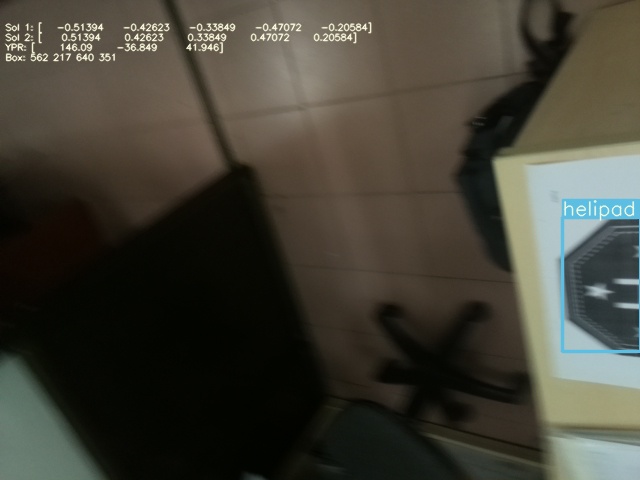 Sol 1: [ -0.51394 -0.42623 -0.33849 -0.47072 -0.20584]
Sol 2: [ 0.51394 0.42623 0.33849 0.47072 0.20584]
YPR: [ 146.09 -36.849 41.946]
Box: 562 217 640 351
helipad